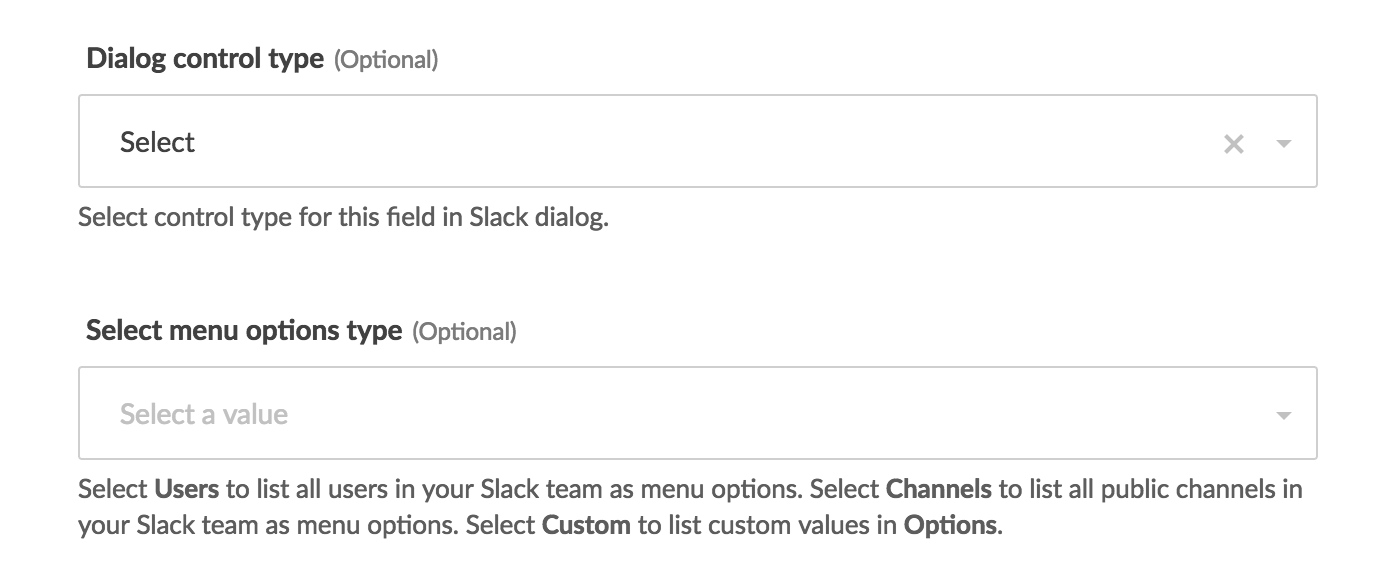 Dialog control type (Optional)
Select
Select control type for this field in Slack dialog.
Select menu options type (Optional)
Select a value
Select Users to list all users in your Slack team as menu options. Select Channels to list all public channels in
your Slack team as menu options. Select Custom to list custom values in Options.